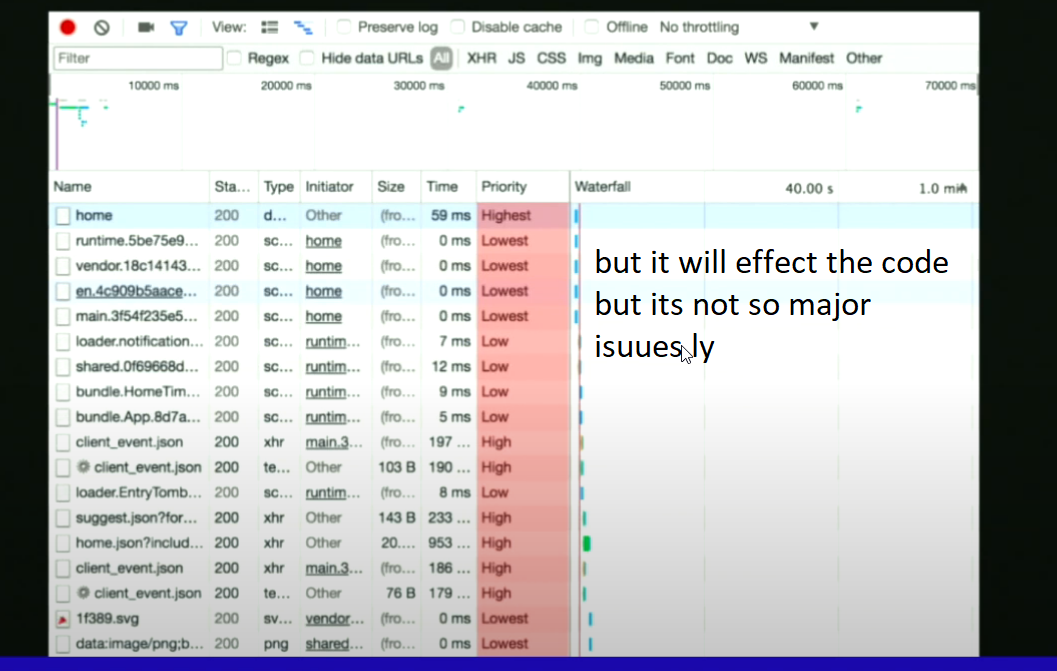 View: Preserve log Disable cache Offline No throttling
Filter Regex Hide data URLs All XHR JS CSS Img Media Font Doc WS Manifest Other
10000 ms 20000 ms 30000 ms 40000 ms 50000 ms 60000 ms 70000 ms
Name Sta... Type Initiator Size Time Priority Waterfall 40.00 s 1.0 min
home 200 d... Other (fro... 59 ms Highest
runtime.5be75e9... 200 sc... home (fro... 0 ms Lowest
vendor.18c14143... 200 sc... home (fro... 0 ms Lowest
en.4c909b5aace... 200 sc... home (fro... 0 ms Lowest
main.3f54f235e5... 200 sc... home (fro... 0 ms Lowest
loader.notification... 200 sc... runtim... (fro... 7 ms Low
shared.0f69668d... 200 sc... runtim... (fro... 12 ms Low
bundle.HomeTim... 200 sc... runtim... (fro... 9 ms Low
bundle.App.8d7a... 200 sc... runtim... (fro... 5 ms Low
client_event.json 200 xhr main.3... (fro... 197 ... High
client_event.json 200 te... Other 103 B 190 ... High
loader.EntryTomb... 200 sc... runtim... (fro... 8 ms Low
suggest.json?for... 200 xhr Other 143 B 233 ... High
home.json?includ... 200 xhr Other 20.... 953 ... High
client_event.json 200 xhr main.3... (fro... 186 ... High
client_event.json 200 te... Other 76 B 179 ... High
1f389.svg 200 sv... vendor... (fro... 0 ms Lowest
data:image/png;b... 200 png shared... (fro... 0 ms Lowest
but it will effect the code
but its not so major
isuues ly